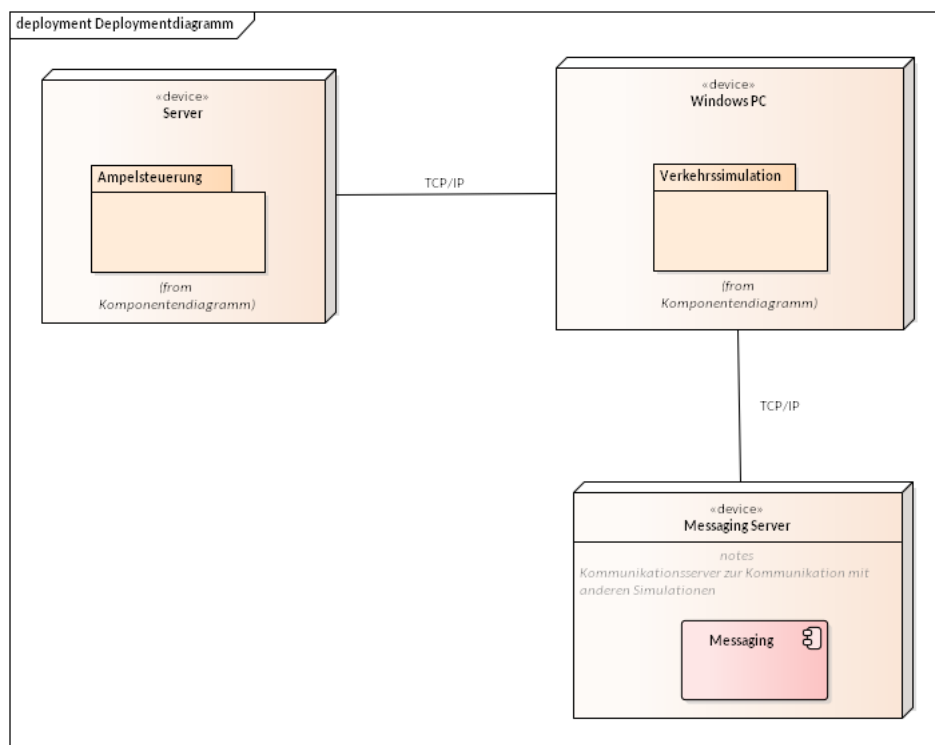 deployment Deploymentdiagramm
«device»
Server
Ampelsteuerung
(from
Komponentendiagramm)
TCP/IP
«device»
Windows PC
Verkehrssimulation
(from
Komponentendiagramm)
TCP/IP
«device»
Messaging Server
notes
Kommunikationsserver zur Kommunikation mit
anderen Simulationen
Messaging